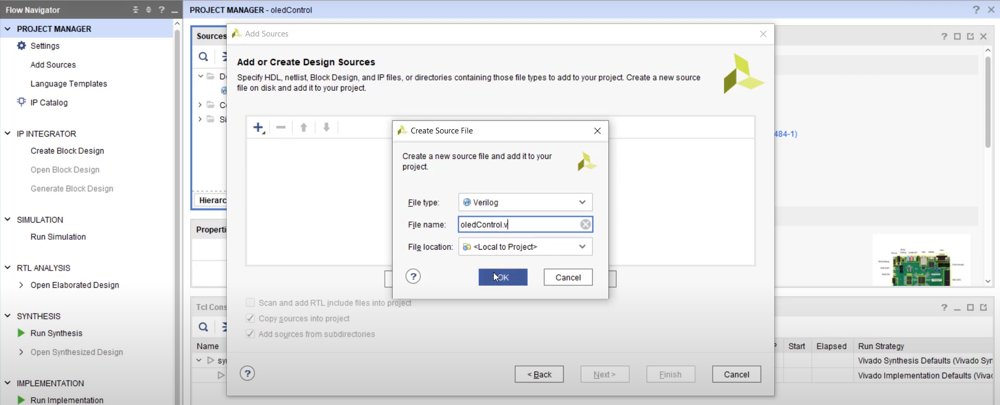 Flow Navigator
?
PROJECT MANAGER - oledControl
?
PROJECT MANAGER
Settings
Add Sources
Language Templates
IP Catalog
IP INTEGRATOR
Create Block Design
Open Block Design
Generate Block Design
SIMULATION
Run Simulation
RTL ANALYSIS
Open Elaborated Design
SYNTHESIS
Run Synthesis
Open Synthesized Design
IMPLEMENTATION
Run Implementation
Sources
De
Co
Si
Hierarc
Properti
Tcl Cons
Name
sy
Add Sources
Add or Create Design Sources
Specify HDL, netlist, Block Design, and IP files, or directories containing those file types to add to your project. Create a new source
file on disk and add it to your project.
Create Source File
Create a new source file and add it to your
project.
File type:
Verilog
File name:
oledControl.v
File location:
<Local to Project>
?
OK
Cancel
Scan and add RTL include files into project
Copy sources into project
Add sources from subdirectories
?
< Back
Next >
Finish
Cancel
?
484-1)
?
Start
Elapsed
Run Strategy
Vivado Synthesis Defaults (Vivado Syn
Vivado Implementation Defaults (Vivad